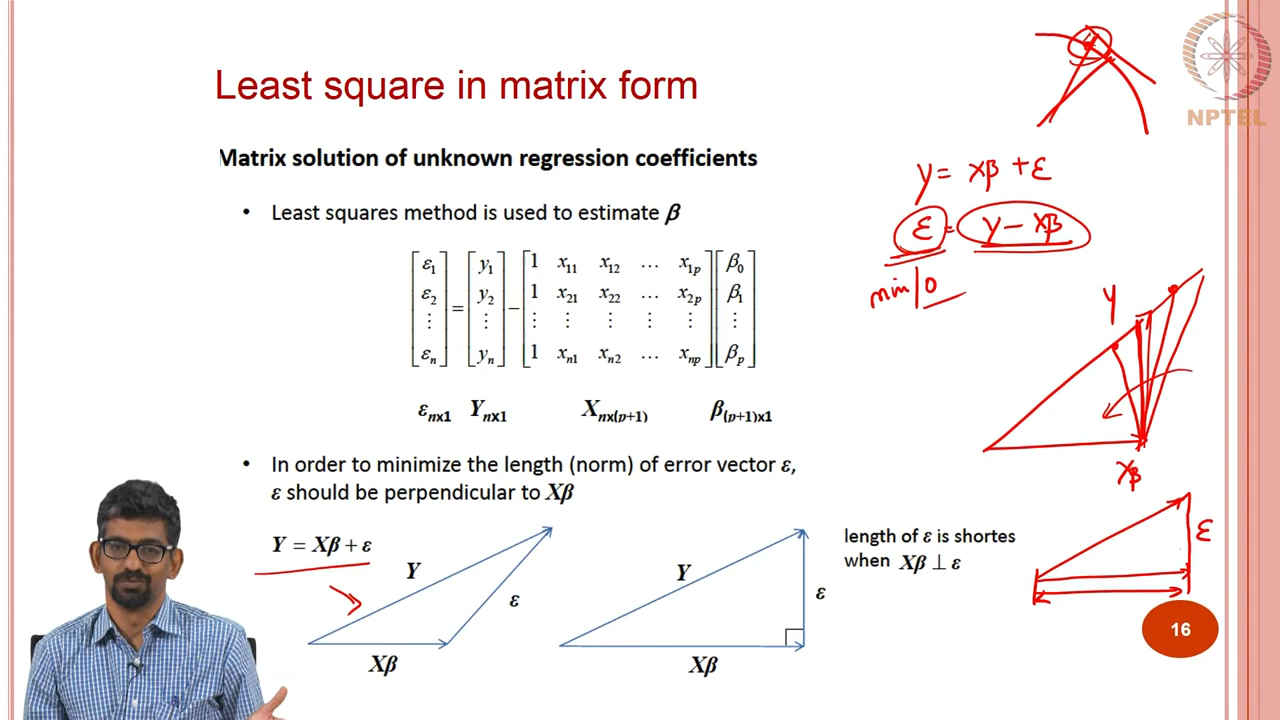 Least square in matrix form
NPTEL
Matrix solution of unknown regression coefficients
y = xβ + ε
• Least squares method is used to estimate β
ε = y − xβ
min/0
[ε1 ε2 ⋮ εn] = [y1 y2 ⋮ yn] − [1 x11 x12 … x1p; 1 x21 x22 … x2p; ⋮ ⋮ ⋮ ⋮; 1 xn1 xn2 … xnp] [β0 β1 ⋮ βp]
εnx1 Ynx1 Xnx(p+1) β(p+1)x1
y
xβ
• In order to minimize the length (norm) of error vector ε,
ε should be perpendicular to Xβ
Y = Xβ + ε
Y
ε
Xβ
Y
ε
Xβ
length of ε is shortes
when Xβ ⊥ ε
ε
16